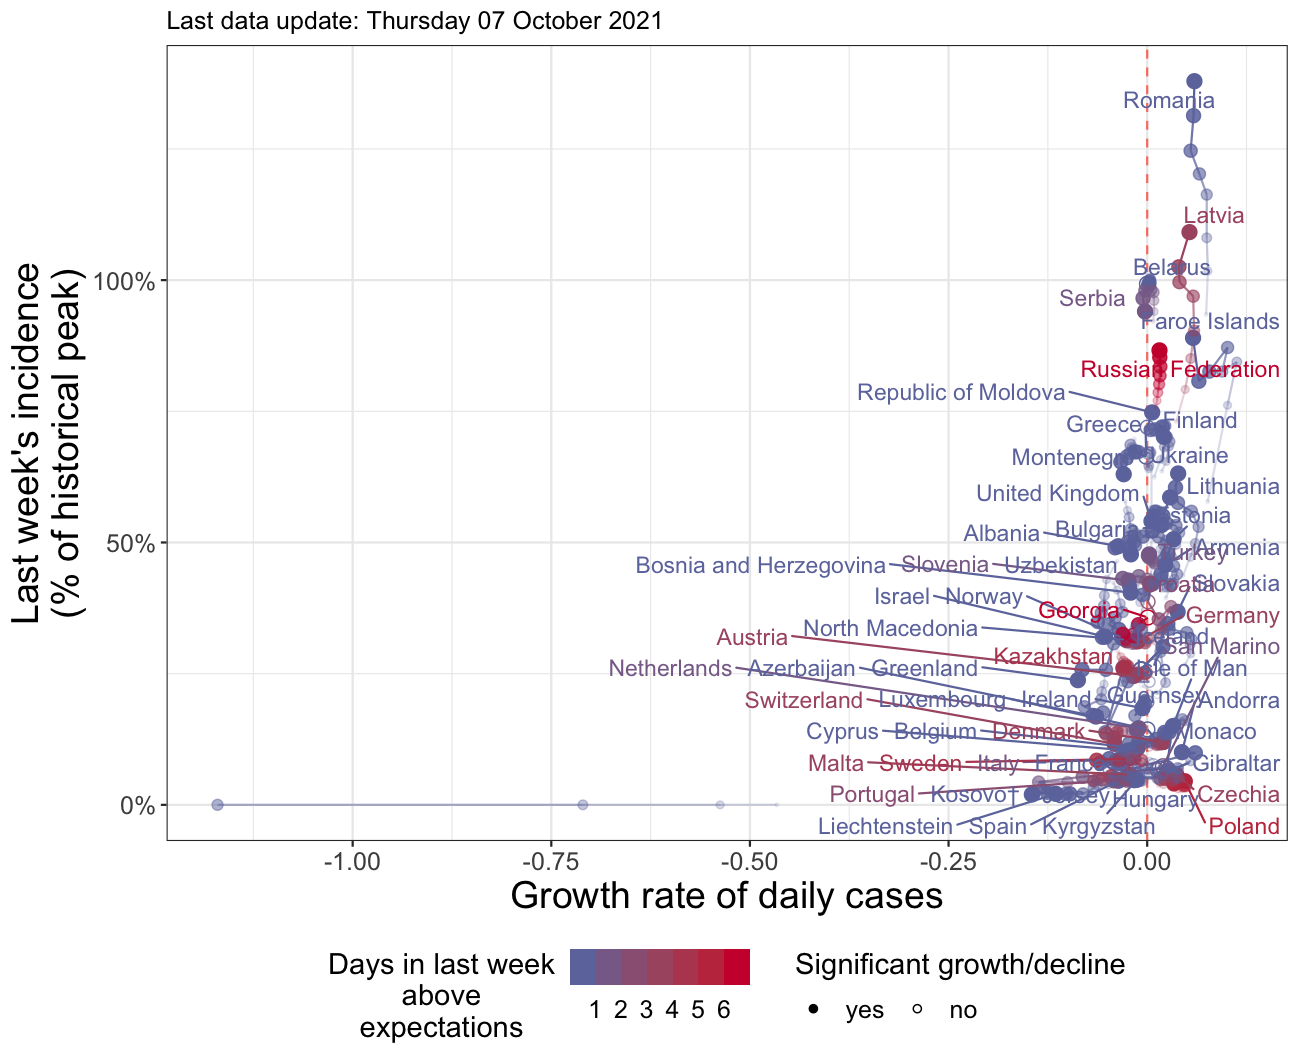 Last data update: Thursday 07 October 2021
Last week's incidence
(% of historical peak)
100%
50%
0%
Romania
Latvia
Belarus
Serbia
Faroe Islands
Russian Federation
Republic of Moldova
Greece
Finland
Ukraine
Lithuania
United Kingdom
Albania
Bulgaria
Armenia
Bosnia and Herzegovina
Slovenia
Uzbekistan
Slovakia
Israel
Norway
Georgia
Germany
North Macedonia
Austria
San Marino
Kazakhstan
Netherlands
Azerbaijan
Greenland
Isle of Man
Switzerland
Luxembourg
Ireland
Guernsey
Andorra
Cyprus
Belgium
Denmark
Monaco
Malta
Sweden
Italy
France
Gibraltar
Portugal
Kosovo†
Jersey
Hungary
Czechia
Liechtenstein
Spain
Kyrgyzstan
Poland
-1.00
-0.75
-0.50
-0.25
0.00
Growth rate of daily cases
Days in last week
above
expectations
1 2 3 4 5 6
Significant growth/decline
yes
no